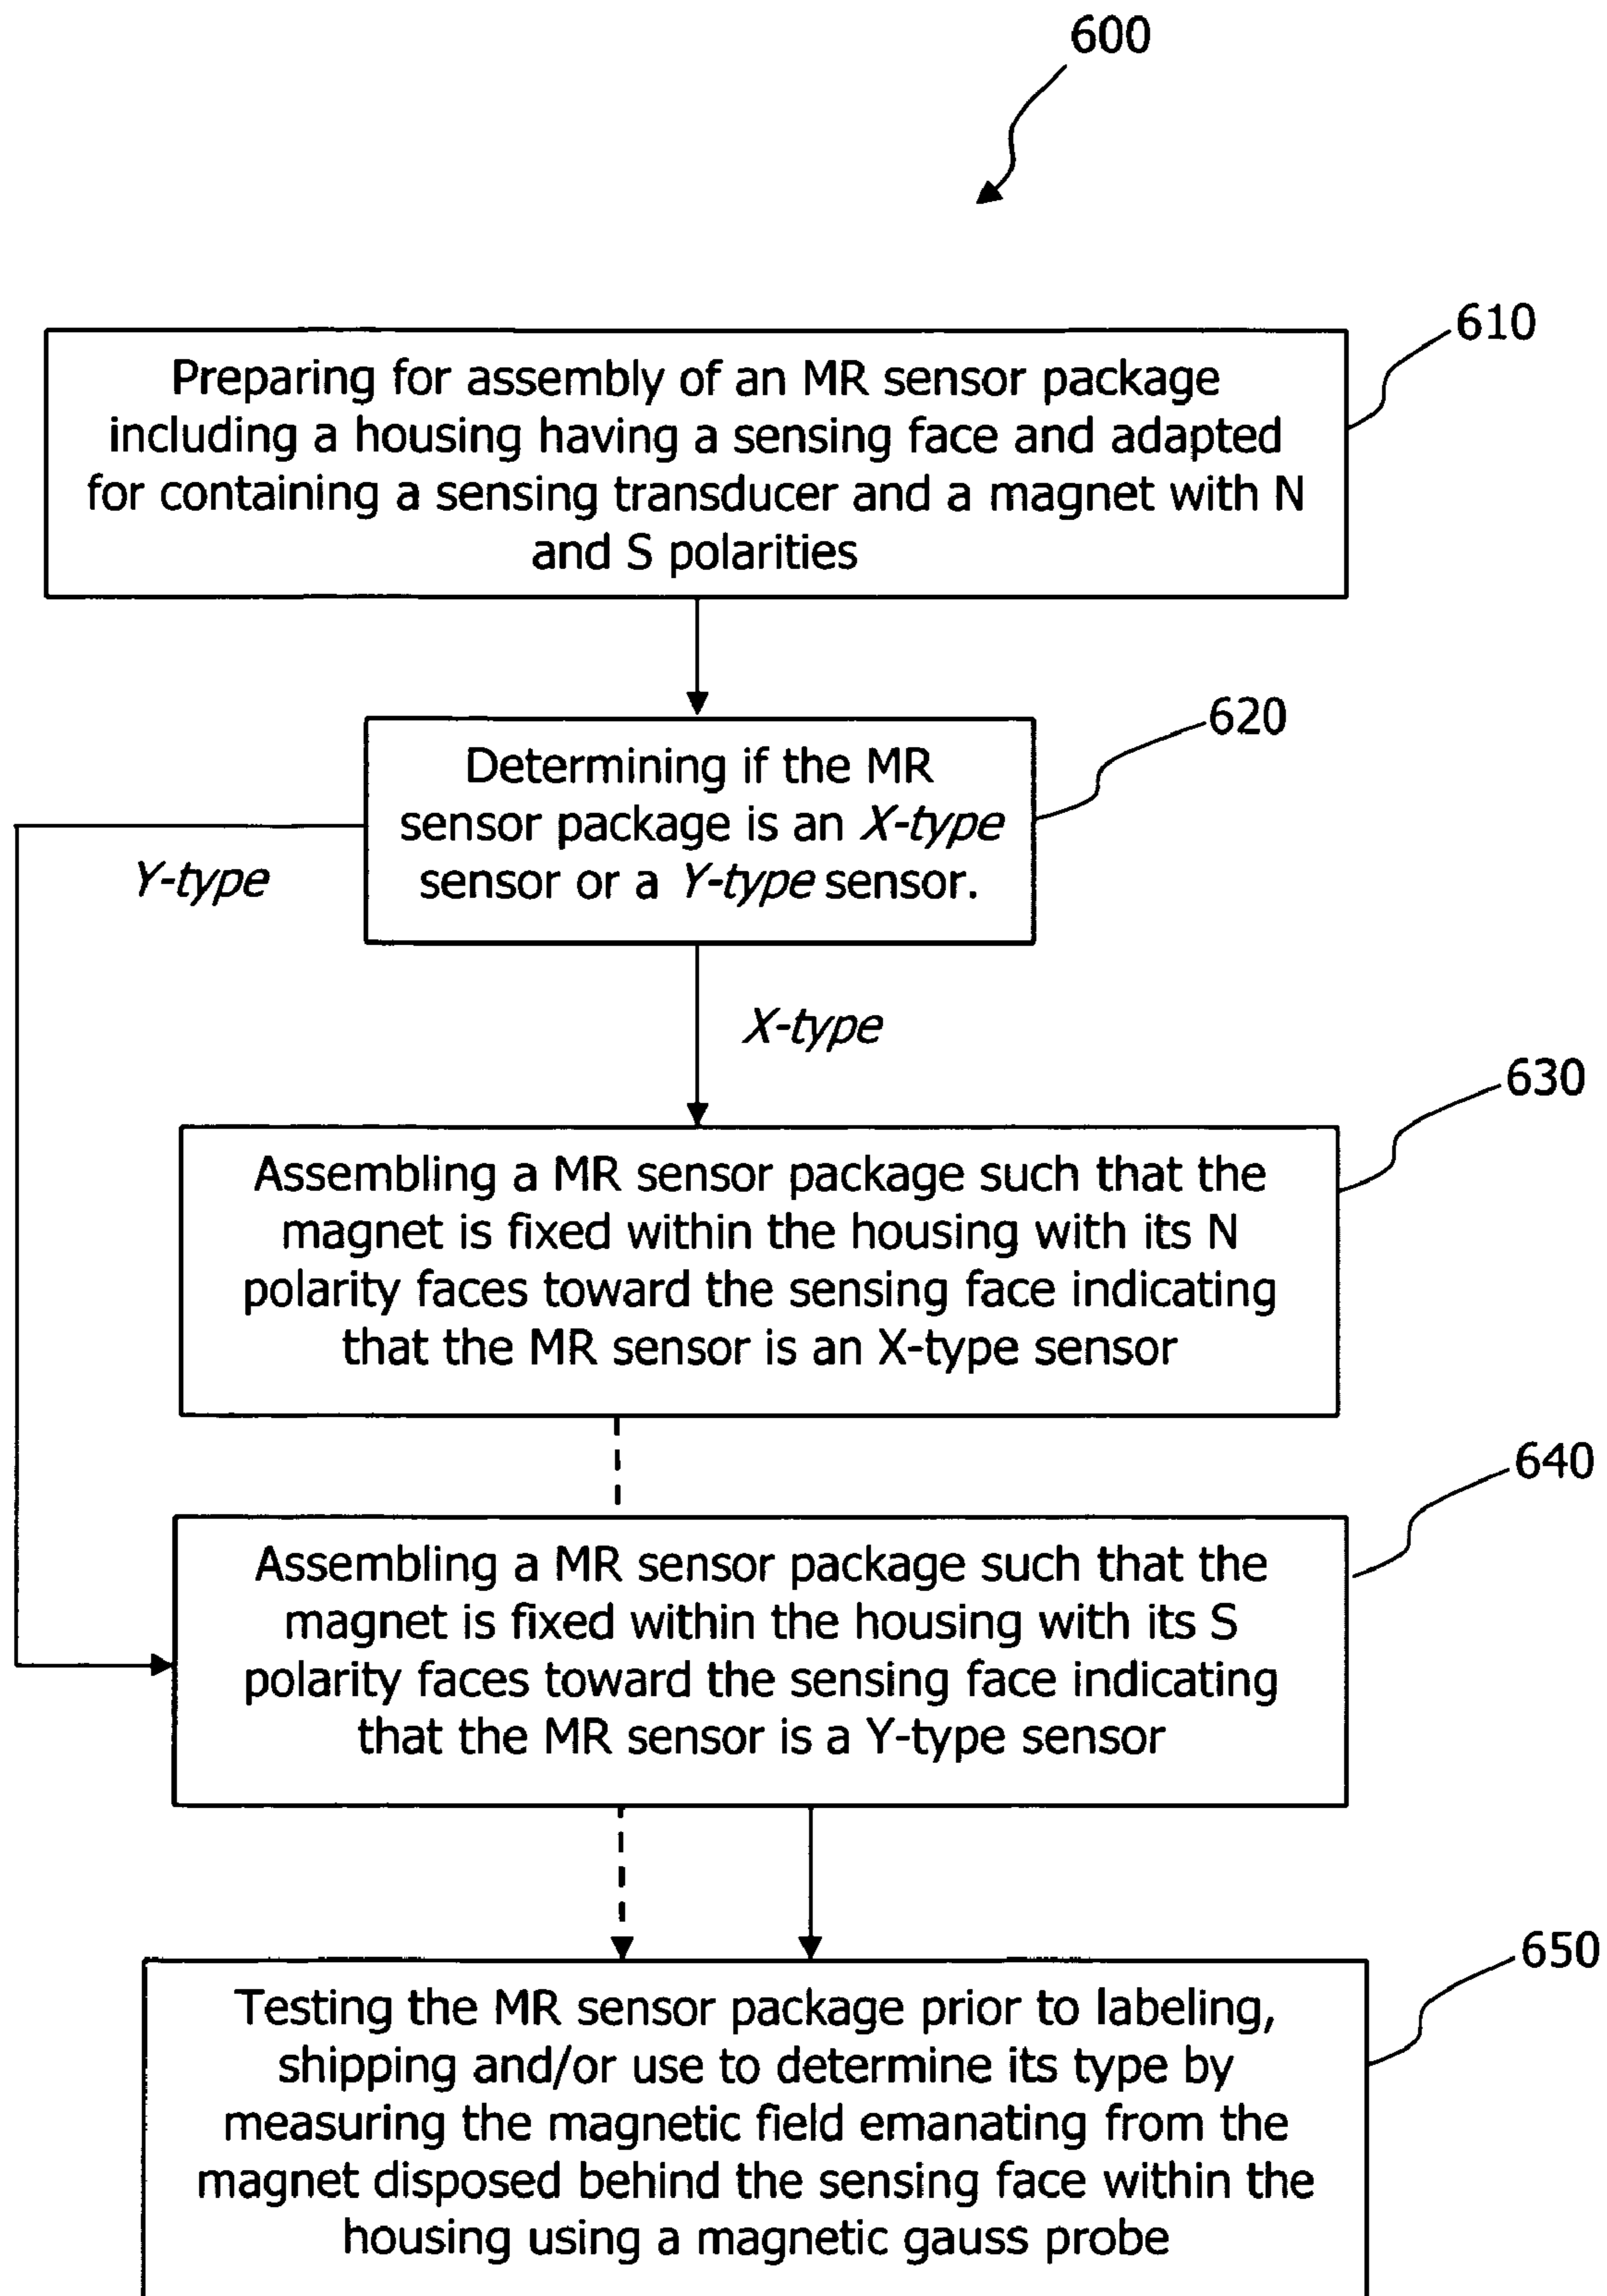 600
610
Preparing for assembly of an MR sensor package
including a housing having a sensing face and adapted
for containing a sensing transducer and a magnet with N
and S polarities
620
Determining if the MR
sensor package is an X-type
sensor or a Y-type sensor.
Y-type
X-type
630
Assembling a MR sensor package such that the
magnet is fixed within the housing with its N
polarity faces toward the sensing face indicating
that the MR sensor is an X-type sensor
640
Assembling a MR sensor package such that the
magnet is fixed within the housing with its S
polarity faces toward the sensing face indicating
that the MR sensor is a Y-type sensor
650
Testing the MR sensor package prior to labeling,
shipping and/or use to determine its type by
measuring the magnetic field emanating from the
magnet disposed behind the sensing face within the
housing using a magnetic gauss probe